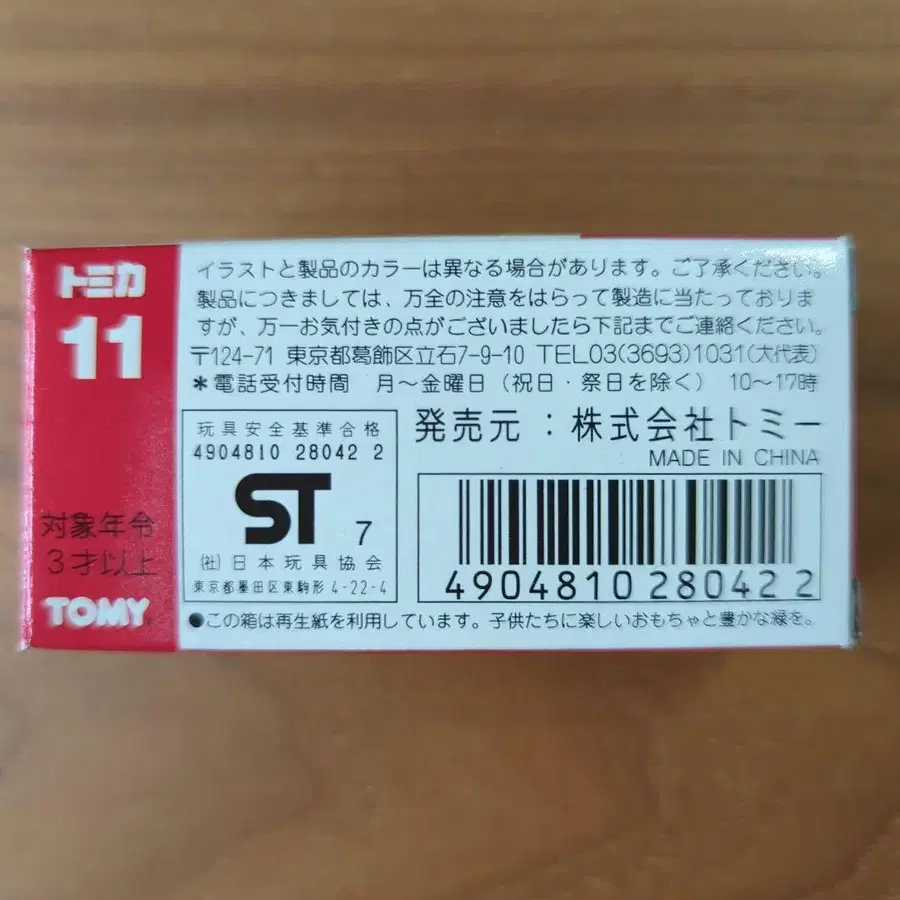 トミカ
11
対象年令
3才以上
TOMY
イラストと製品のカラーは異なる場合があります。ご了承ください。
製品につきましては、万全の注意をはらって製造に当たっておりま
すが、万一お気付きの点がございましたら下記までご連絡ください。
〒124-71 東京都葛飾区立石7-9-10 TEL03(3693)1031(大代表)
＊電話受付時間 月～金曜日（祝日・祭日を除く） 10～17時
玩具安全基準合格
4904810 28042 2
ST 7
㈳日本玩具協会
東京都墨田区東駒形 4-22-4
発売元：株式会社トミー
MADE IN CHINA
4904810 28042 2
●この箱は再生紙を利用しています。子供たちに楽しいおもちゃと豊かな緑を。